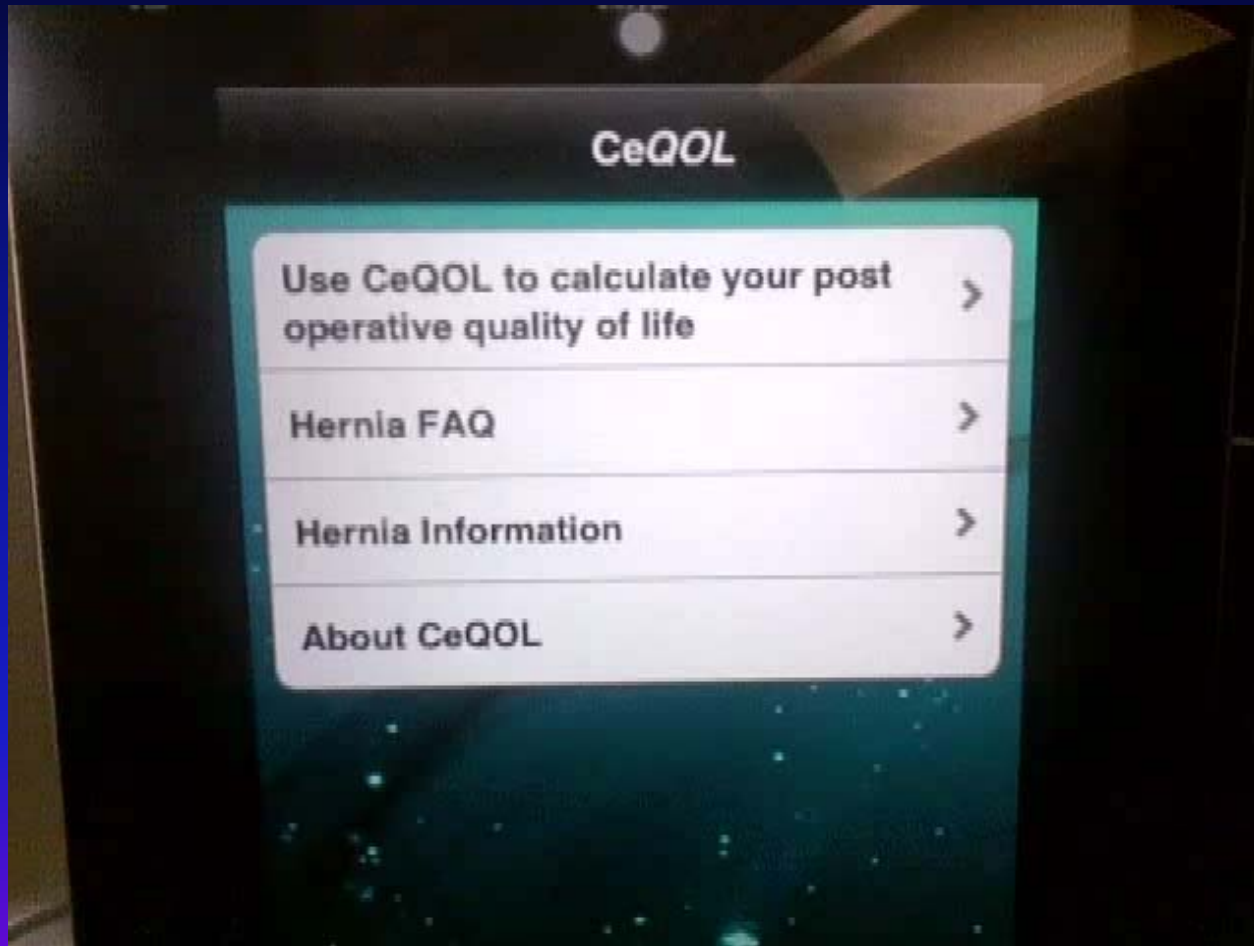 CeQOL
Use CeQOL to calculate your post
operative quality of life
Hernia FAQ
Hernia Information
About CeQOL